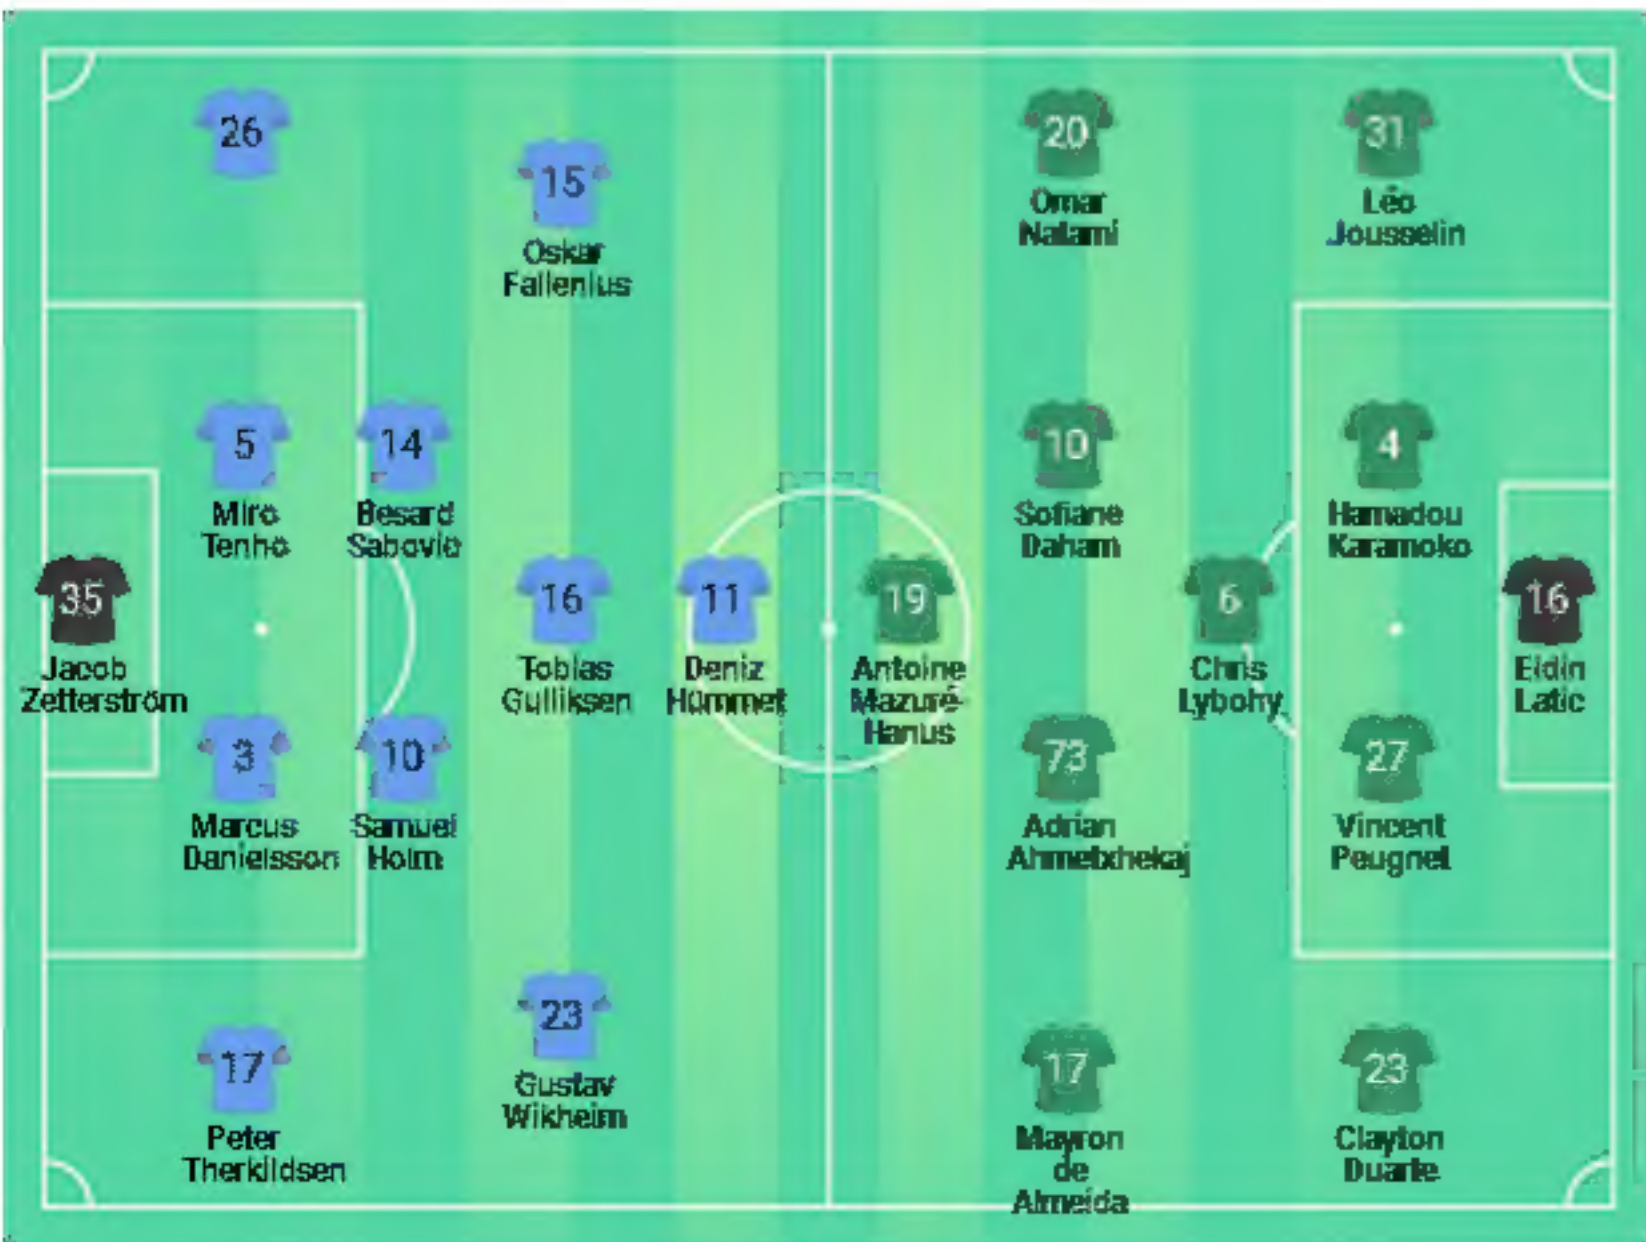 26
15
Oskar
Fallenius
5
Miro
Tenho
14
Besard
Sabovic
35
Jacob
Zetterström
16
Tobias
Gulliksen
11
Deniz
Hümmet
3
Marcus
Danielsson
10
Samuel
Holm
23
Gustav
Wikheim
17
Peter
Therkildsen
20
Omar
Natami
31
Léo
Jousselin
10
Sofiane
Daham
4
Hamadou
Karamoko
19
Antoine
Mazuré-
Hanus
6
Chris
Lybohy
16
Eldin
Latic
73
Adrian
Ahmetxhekaj
27
Vincent
Peugnet
17
Mayron
de
Almeida
23
Clayton
Duarte